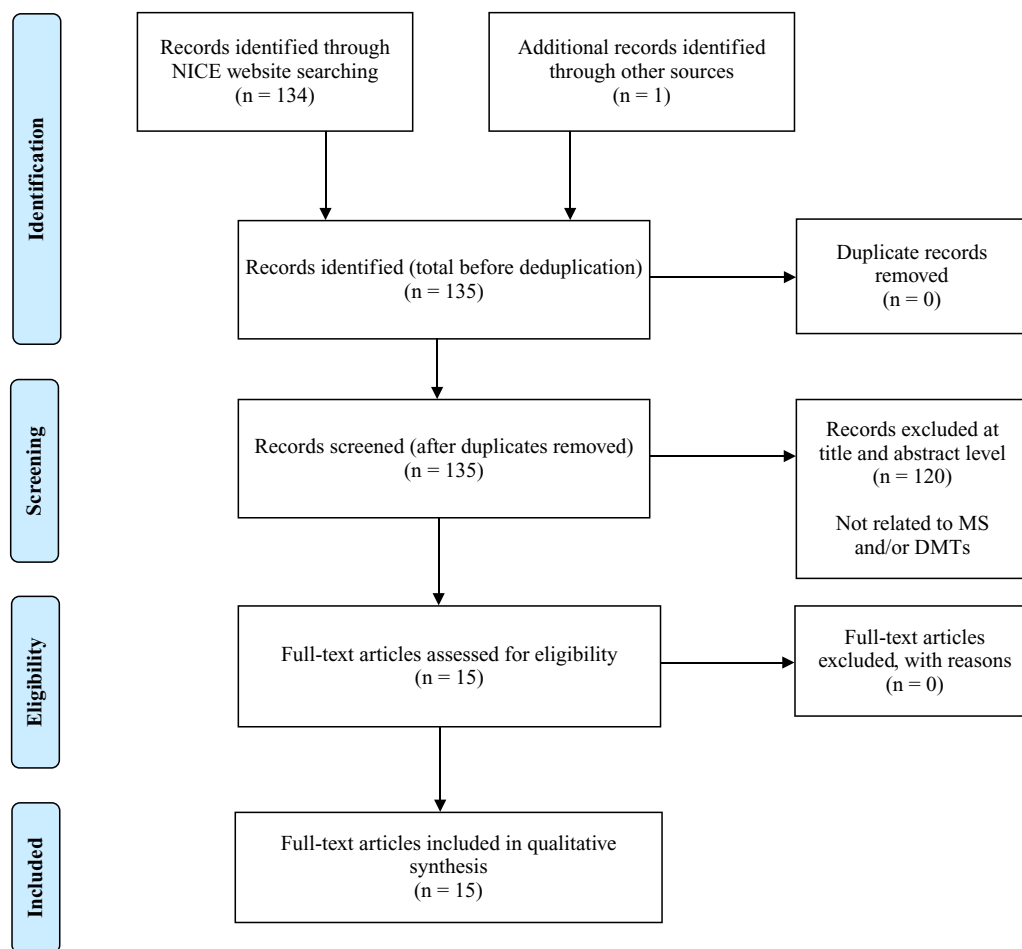 Identification
Records identified through
NICE website searching
(n = 134)
Additional records identified
through other sources
(n = 1)
Records identified (total before deduplication)
(n = 135)
Duplicate records
removed
(n = 0)
Screening
Records screened (after duplicates removed)
(n = 135)
Records excluded at
title and abstract level
(n = 120)
Not related to MS
and/or DMTs
Eligibility
Full-text articles assessed for eligibility
(n = 15)
Full-text articles
excluded, with reasons
(n = 0)
Included
Full-text articles included in qualitative
synthesis
(n = 15)